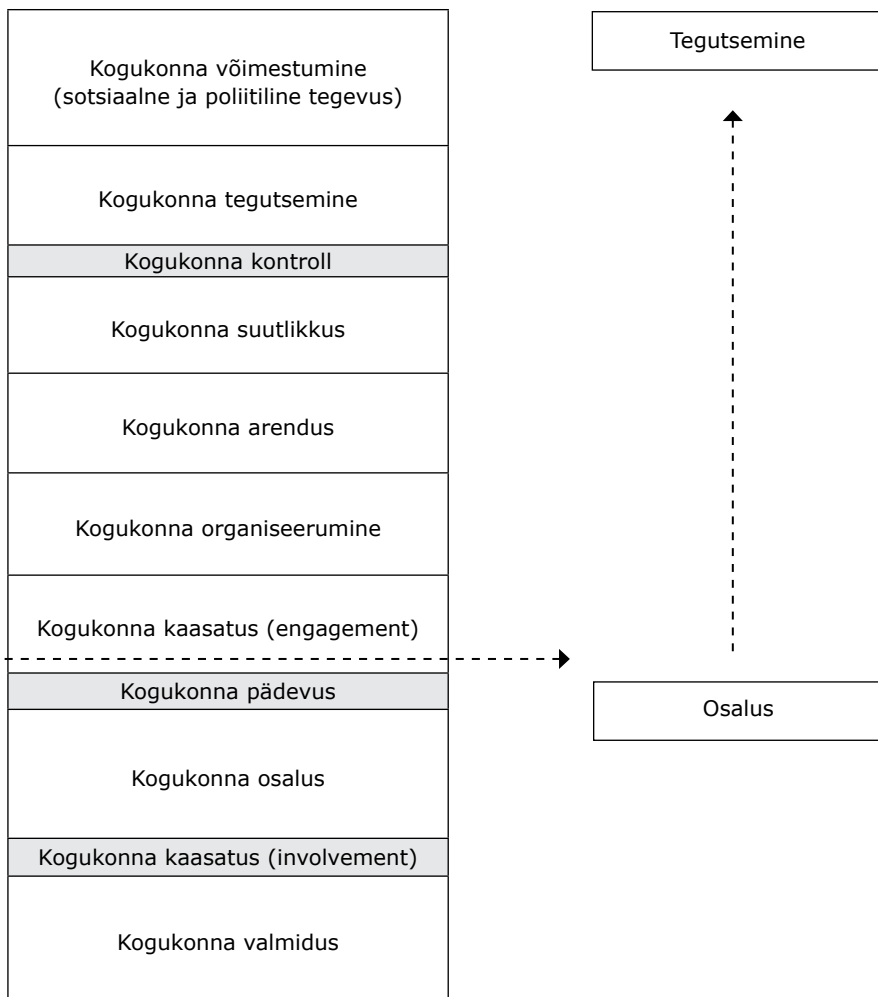 Kogukonna võimestumine
(sotsiaalne ja poliitiline tegevus)
Kogukonna tegutsemine
Kogukonna kontroll
Kogukonna suutlikkus
Kogukonna arendus
Kogukonna organiseerumine
Kogukonna kaasatus (engagement)
Kogukonna pädevus
Kogukonna osalus
Kogukonna kaasatus (involvement)
Kogukonna valmidus
Tegutsemine
Osalus